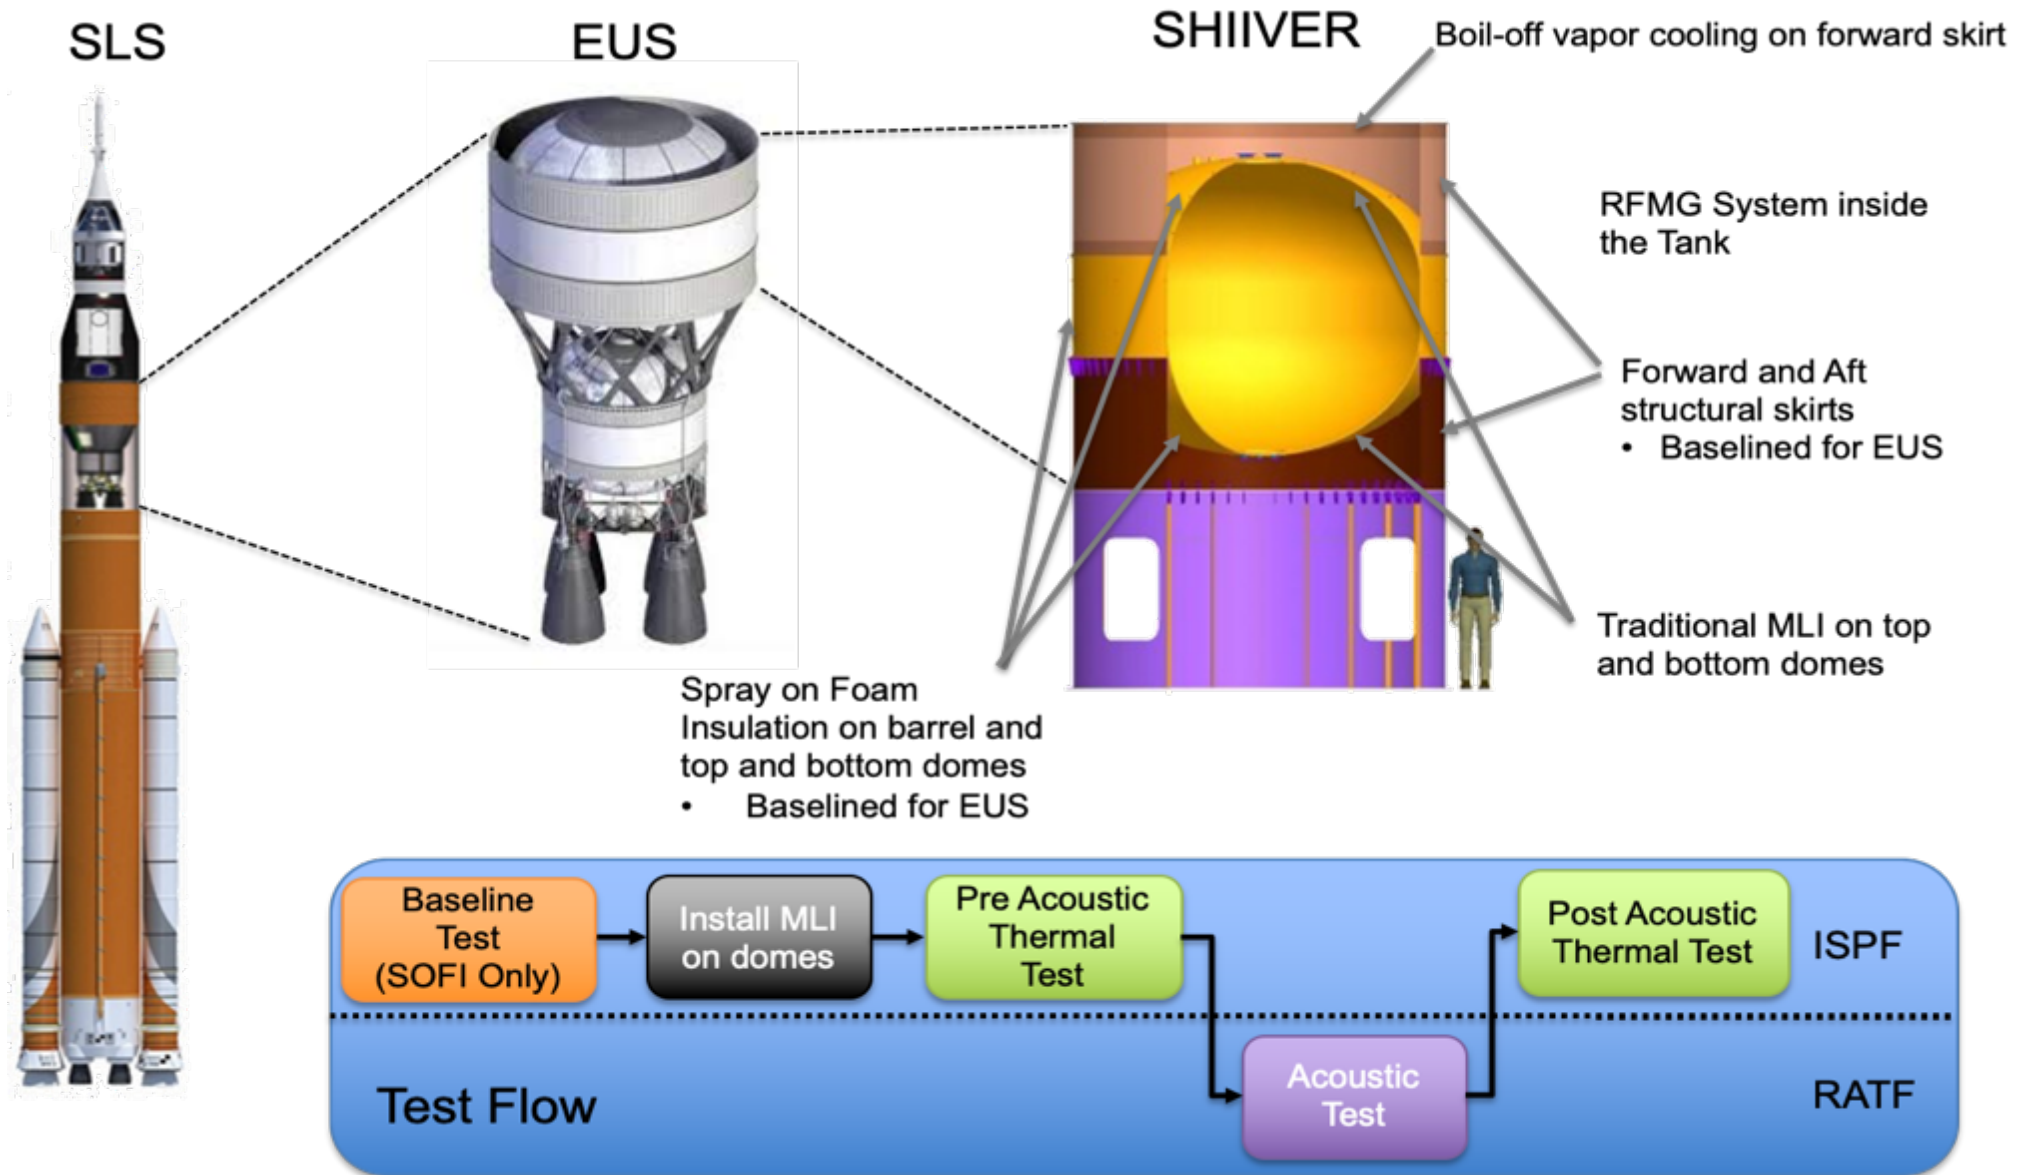 SLS
EUS
SHIIVER
Boil-off vapor cooling on forward skirt
RFMG System inside
the Tank
Forward and Aft
structural skirts
• Baselined for EUS
Traditional MLI on top
and bottom domes
Spray on Foam
Insulation on barrel and
top and bottom domes
• Baselined for EUS
Baseline
Test
(SOFI Only)
Install MLI
on domes
Pre Acoustic
Thermal
Test
Post Acoustic
Thermal Test
ISPF
Acoustic
Test
Test Flow
RATF